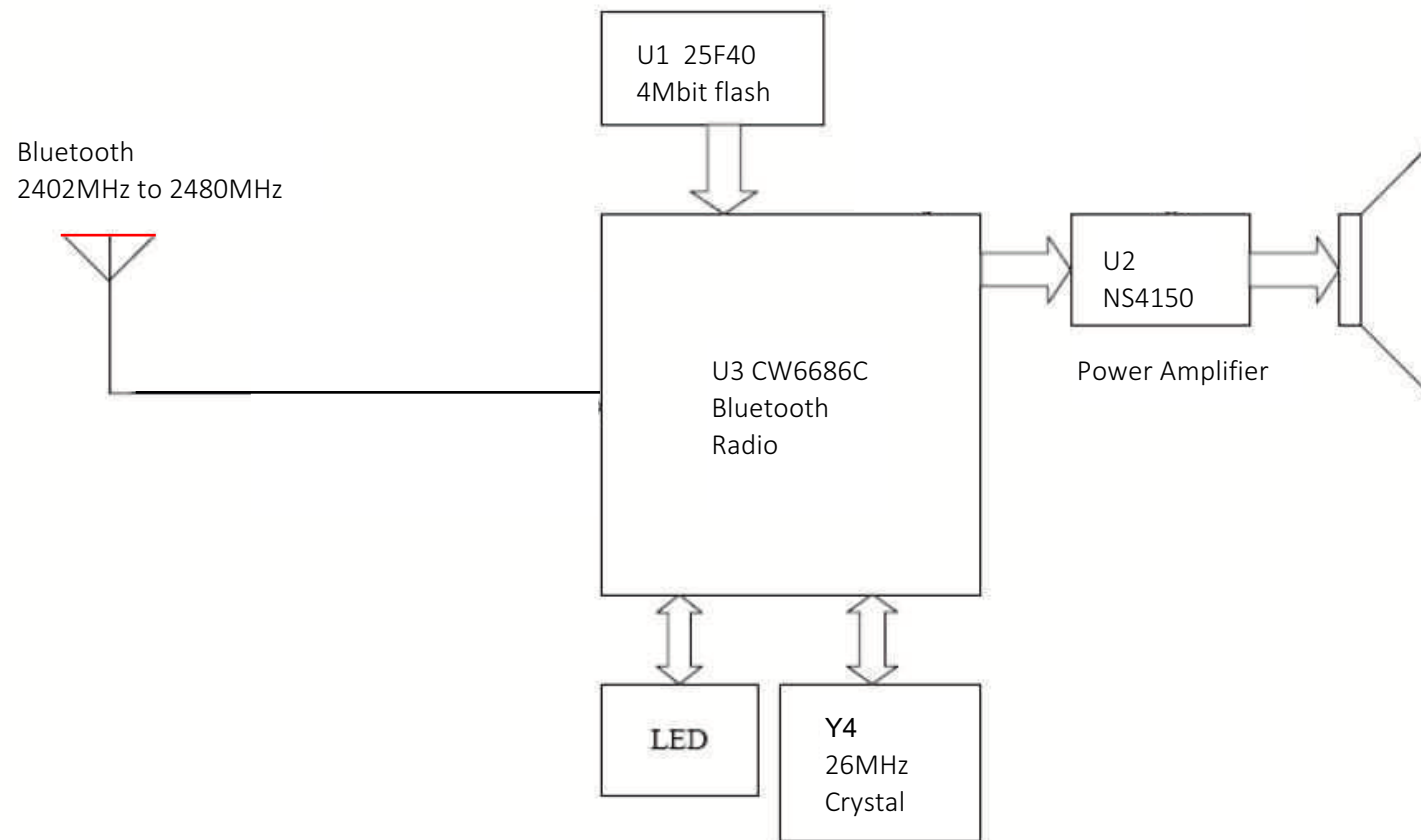 U1 25F40
4Mbit flash
Bluetooth
2402MHz to 2480MHz
U2
NS4150
Power Amplifier
U3 CW6686C
Bluetooth
Radio
LED
Y4
26MHz
Crystal